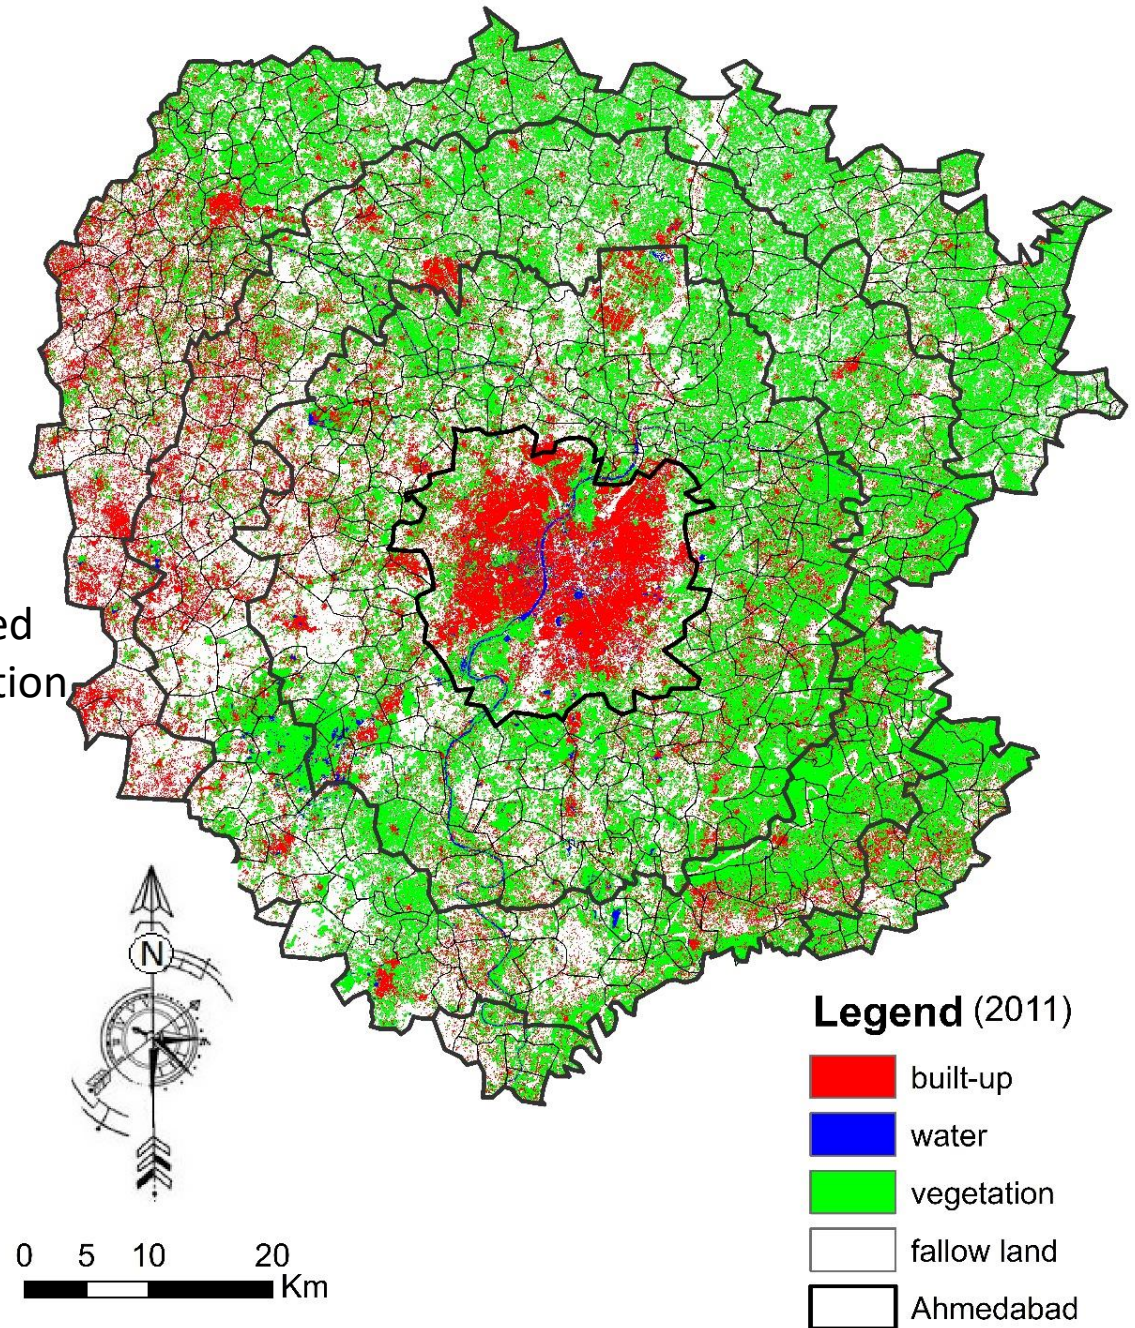 ed
tion
N
Legend (2011)
built-up
water
vegetation
fallow land
Ahmedabad
0 5 10 20
Km